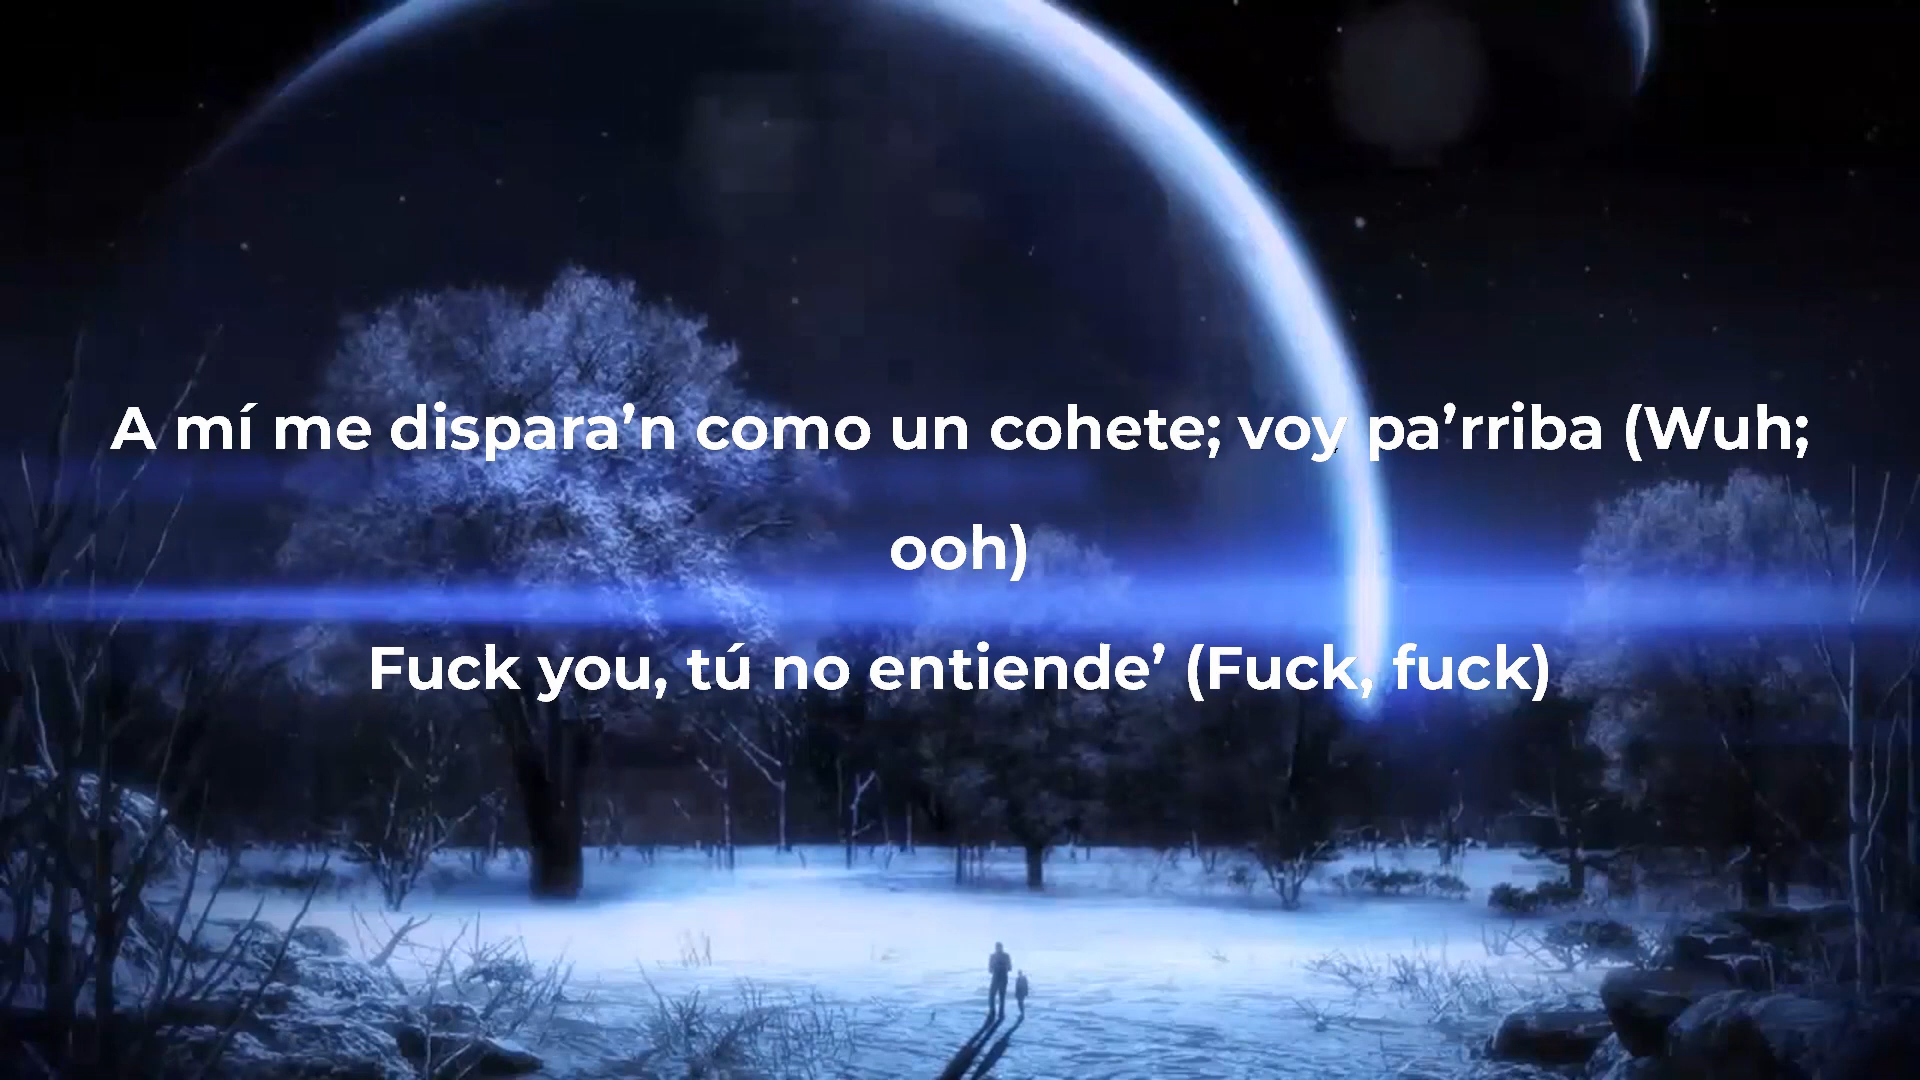 A mí me dispara’n como un cohete; voy pa’rriba (Wuh;
ooh)
Fuck you, tú no entiende’ (Fuck, fuck)